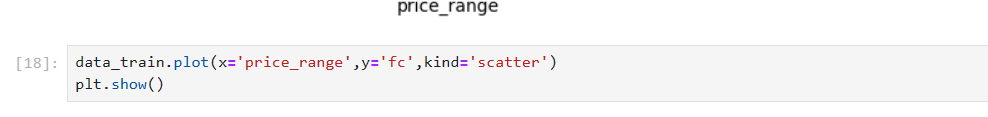 price_range
[18]: data_train.plot(x='price_range',y='fc',kind='scatter')
plt.show()